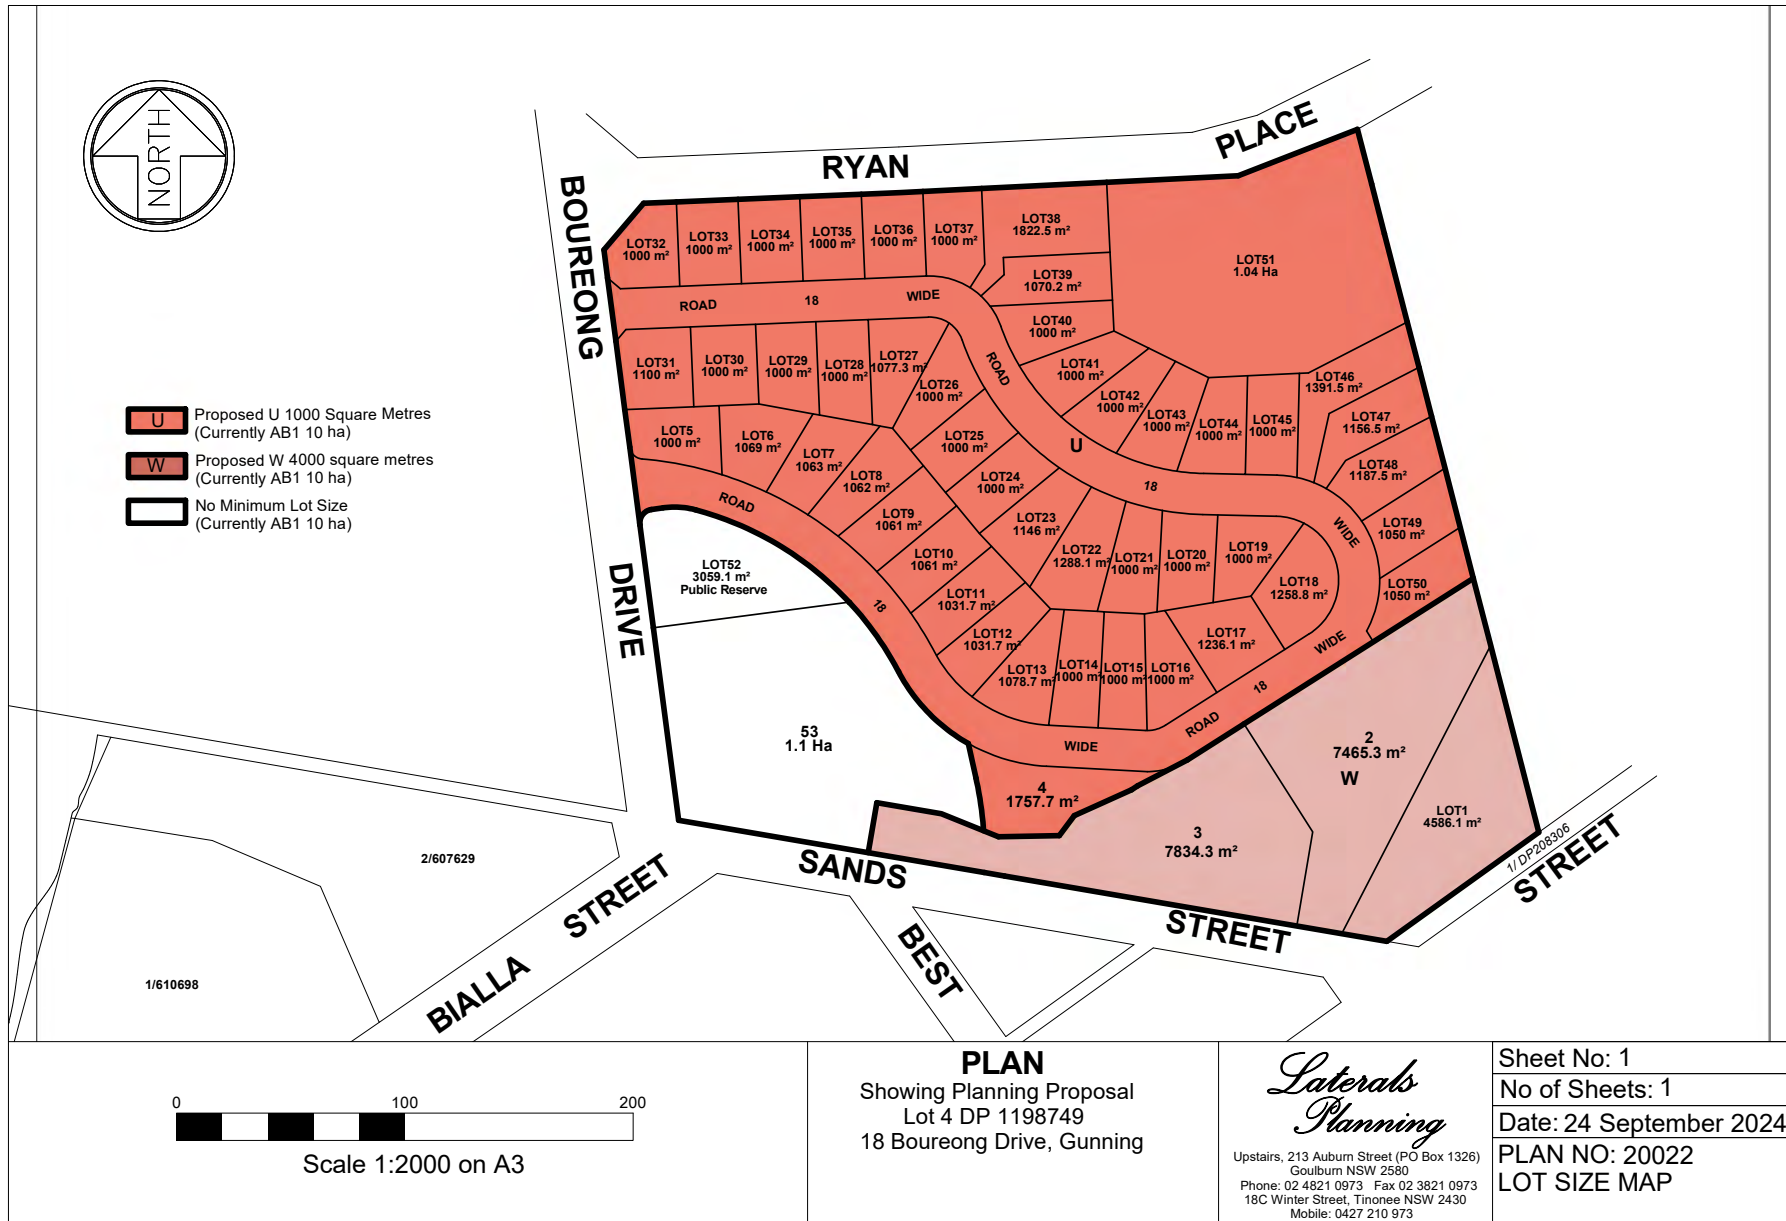 NORTH
RYAN
PLACE
BOUREONG
DRIVE
U
Proposed U 1000 Square Metres
(Currently AB1 10 ha)
W
Proposed W 4000 square metres
(Currently AB1 10 ha)
No Minimum Lot Size
(Currently AB1 10 ha)
LOT32
1000 m²
LOT33
1000 m²
LOT34
1000 m²
LOT35
1000 m²
LOT36
1000 m²
LOT37
1000 m²
LOT38
1822.5 m²
LOT39
1070.2 m²
LOT40
1000 m²
LOT51
1.04 Ha
ROAD
18
WIDE
ROAD
LOT31
1100 m²
LOT30
1000 m²
LOT29
1000 m²
LOT28
1000 m²
LOT27
1077.3 m²
LOT26
1000 m²
LOT41
1000 m²
LOT42
1000 m²
LOT43
1000 m²
LOT44
1000 m²
LOT45
1000 m²
LOT46
1391.5 m²
LOT47
1156.5 m²
LOT48
1187.5 m²
LOT49
1050 m²
LOT50
1050 m²
U
18
WIDE
LOT5
1000 m²
LOT6
1069 m²
LOT7
1063 m²
LOT8
1062 m²
LOT9
1061 m²
LOT10
1061 m²
LOT11
1031.7 m²
LOT12
1031.7 m²
LOT13
1078.7 m²
LOT14
1000 m²
LOT15
1000 m²
LOT16
1000 m²
LOT17
1236.1 m²
LOT18
1258.8 m²
LOT19
1000 m²
LOT20
1000 m²
LOT21
1000 m²
LOT22
1288.1 m²
LOT23
1146 m²
LOT24
1000 m²
LOT25
1000 m²
ROAD
18
WIDE
ROAD
18
WIDE
LOT52
3059.1 m²
Public Reserve
53
1.1 Ha
4
1757.7 m²
3
7834.3 m²
2
7465.3 m²
W
LOT1
4586.1 m²
1/ DP208306
STREET
SANDS
STREET
BIALLA
STREET
BEST
2/607629
1/610698
0
100
200
Scale 1:2000 on A3
PLAN
Showing Planning Proposal
Lot 4 DP 1198749
18 Boureong Drive, Gunning
Laterals
Planning
Upstairs, 213 Auburn Street (PO Box 1326)
Goulburn NSW 2580
Phone: 02 4821 0973 Fax 02 3821 0973
18C Winter Street, Tinonee NSW 2430
Mobile: 0427 210 973
Sheet No: 1
No of Sheets: 1
Date: 24 September 2024
PLAN NO: 20022
LOT SIZE MAP